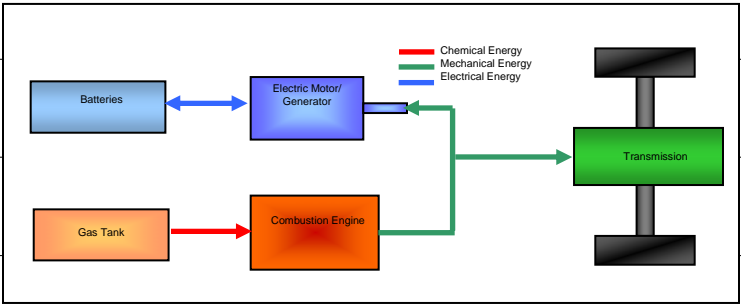 Chemical Energy
Mechanical Energy
Electrical Energy
Batteries
Electric Motor/
Generator
Transmission
Gas Tank
Combustion Engine